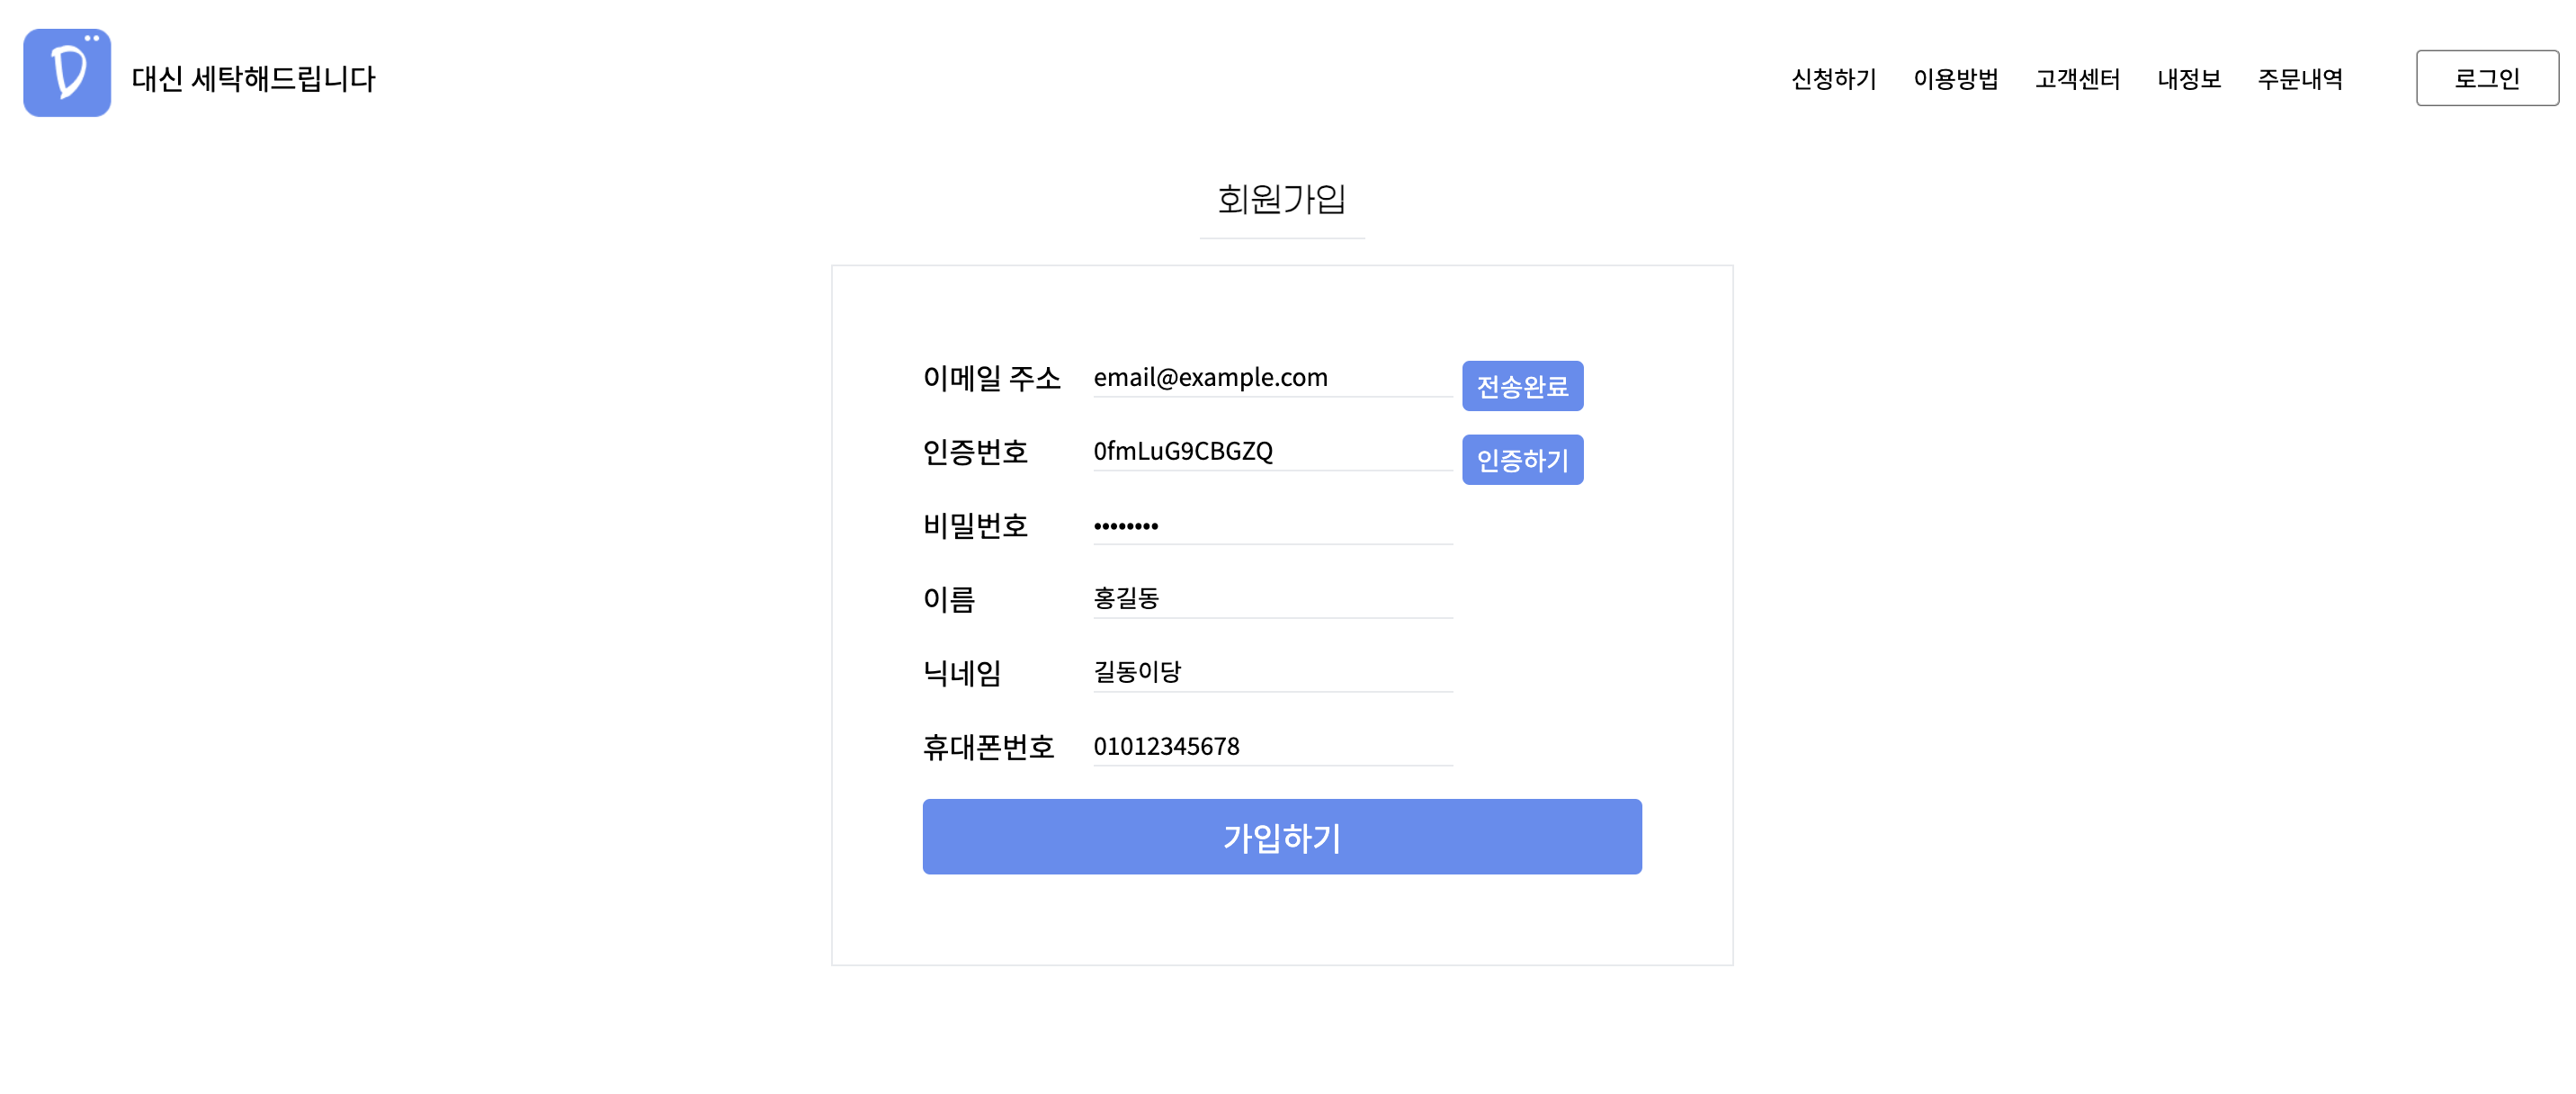 대신 세탁해드립니다
신청하기 이용방법 고객센터 내정보 주문내역 로그인
회원가입
이메일 주소 email@example.com 전송완료
인증번호 0fmLuG9CBGZQ 인증하기
비밀번호 ••••••••
이름 홍길동
닉네임 길동이당
휴대폰번호 01012345678
가입하기